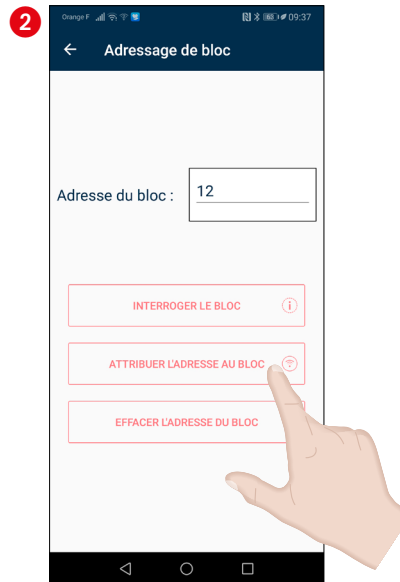 2
Orange F 09:37
Adressage de bloc
Adresse du bloc : 12
INTERROGER LE BLOC
ATTRIBUER L'ADRESSE AU BLOC
EFFACER L'ADRESSE DU BLOC